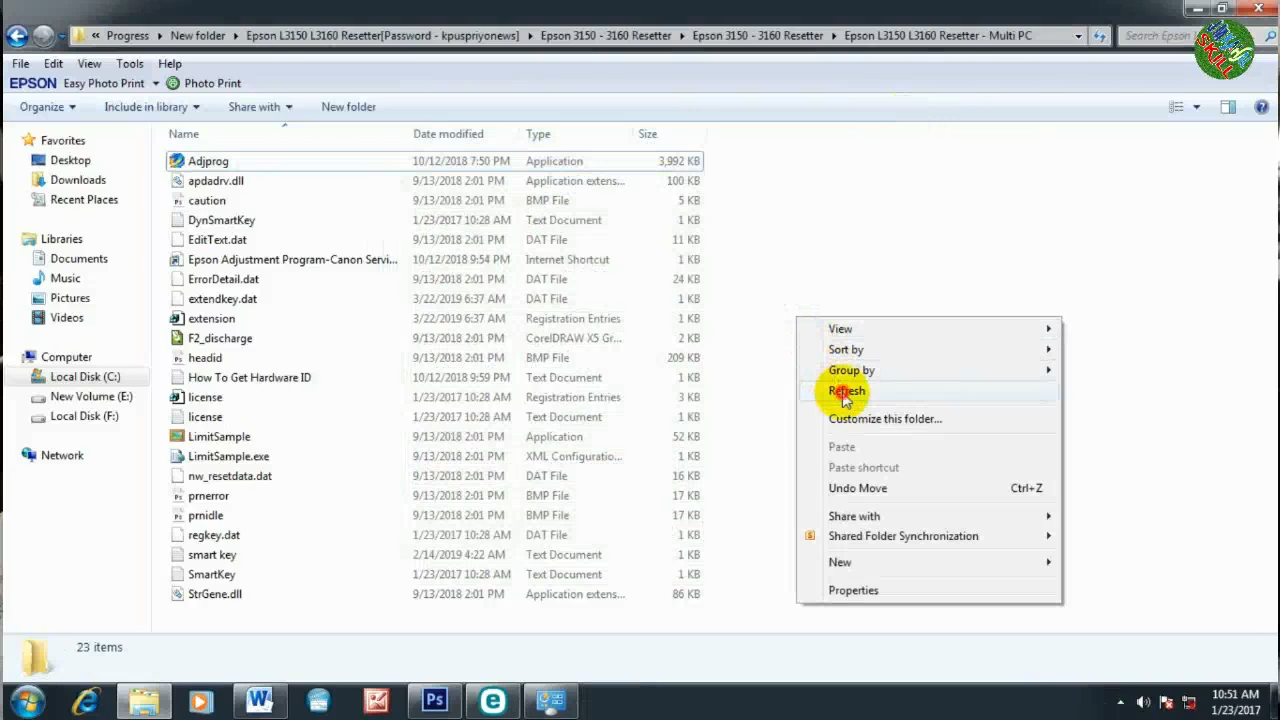 « Progress ▸ New folder ▸ Epson L3150 L3160 Resetter[Password - kpuspriyonews] ▸ Epson 3150 - 3160 Resetter ▸ Epson 3150 - 3160 Resetter ▸ Epson L3150 L3160 Resetter - Multi PC
Search Epson
SKILL
File Edit View Tools Help
EPSON Easy Photo Print Photo Print
Organize Include in library Share with New folder
Name Date modified Type Size
Favorites
Desktop
Downloads
Recent Places
Libraries
Documents
Music
Pictures
Videos
Computer
Local Disk (C:)
New Volume (E:)
Local Disk (F:)
Network
Adjprog 10/12/2018 7:50 PM Application 3,992 KB
apdadrv.dll 9/13/2018 2:01 PM Application extens... 100 KB
caution 9/13/2018 2:01 PM BMP File 5 KB
DynSmartKey 1/23/2017 10:28 AM Text Document 1 KB
EditText.dat 9/13/2018 2:01 PM DAT File 11 KB
Epson Adjustment Program-Canon Servi... 10/12/2018 9:54 PM Internet Shortcut 1 KB
ErrorDetail.dat 9/13/2018 2:01 PM DAT File 24 KB
extendkey.dat 3/22/2019 6:37 AM DAT File 1 KB
extension 3/22/2019 6:37 AM Registration Entries 1 KB
F2_discharge 9/13/2018 2:01 PM CorelDRAW X5 Gr... 2 KB
headid 9/13/2018 2:01 PM BMP File 209 KB
How To Get Hardware ID 10/12/2018 9:59 PM Text Document 1 KB
license 1/23/2017 10:28 AM Registration Entries 3 KB
license 1/23/2017 10:28 AM Text Document 1 KB
LimitSample 9/13/2018 2:01 PM Application 52 KB
LimitSample.exe 9/13/2018 2:01 PM XML Configuratio... 1 KB
nw_resetdata.dat 9/13/2018 2:01 PM DAT File 16 KB
prnerror 9/13/2018 2:01 PM BMP File 17 KB
prnidle 9/13/2018 2:01 PM BMP File 17 KB
regkey.dat 1/23/2017 10:28 AM DAT File 1 KB
smart key 2/14/2019 4:22 AM Text Document 1 KB
SmartKey 1/23/2017 10:28 AM Text Document 1 KB
StrGene.dll 9/13/2018 2:01 PM Application extens... 86 KB
View
Sort by
Group by
Refresh
Customize this folder...
Paste
Paste shortcut
Undo Move Ctrl+Z
Share with
Shared Folder Synchronization
New
Properties
23 items
10:51 AM
1/23/2017